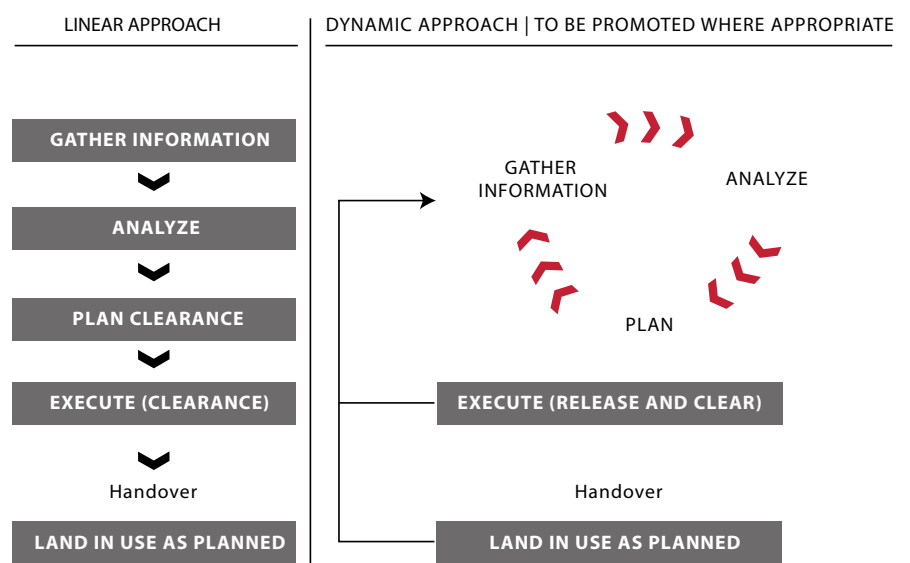 LINEAR APPROACH
GATHER INFORMATION
ANALYZE
PLAN CLEARANCE
EXECUTE (CLEARANCE)
Handover
LAND IN USE AS PLANNED
DYNAMIC APPROACH | TO BE PROMOTED WHERE APPROPRIATE
GATHER
INFORMATION
ANALYZE
PLAN
EXECUTE (RELEASE AND CLEAR)
Handover
LAND IN USE AS PLANNED